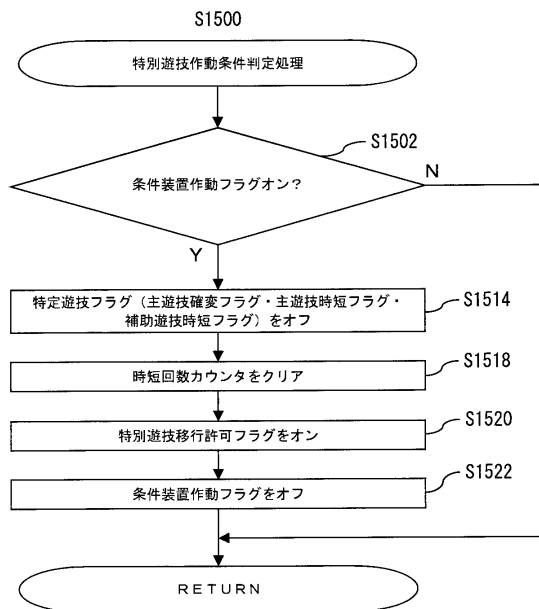 S1500
特別遊技作動条件判定処理
S1502
条件装置作動フラグオン？
N
Y
特定遊技フラグ（主遊技確変フラグ・主遊技時短フラグ・
補助遊技時短フラグ）をオフ
S1514
時短回数カウンタをクリア
S1518
特別遊技移行許可フラグをオン
S1520
条件装置作動フラグをオフ
S1522
ＲＥＴＵＲＮ